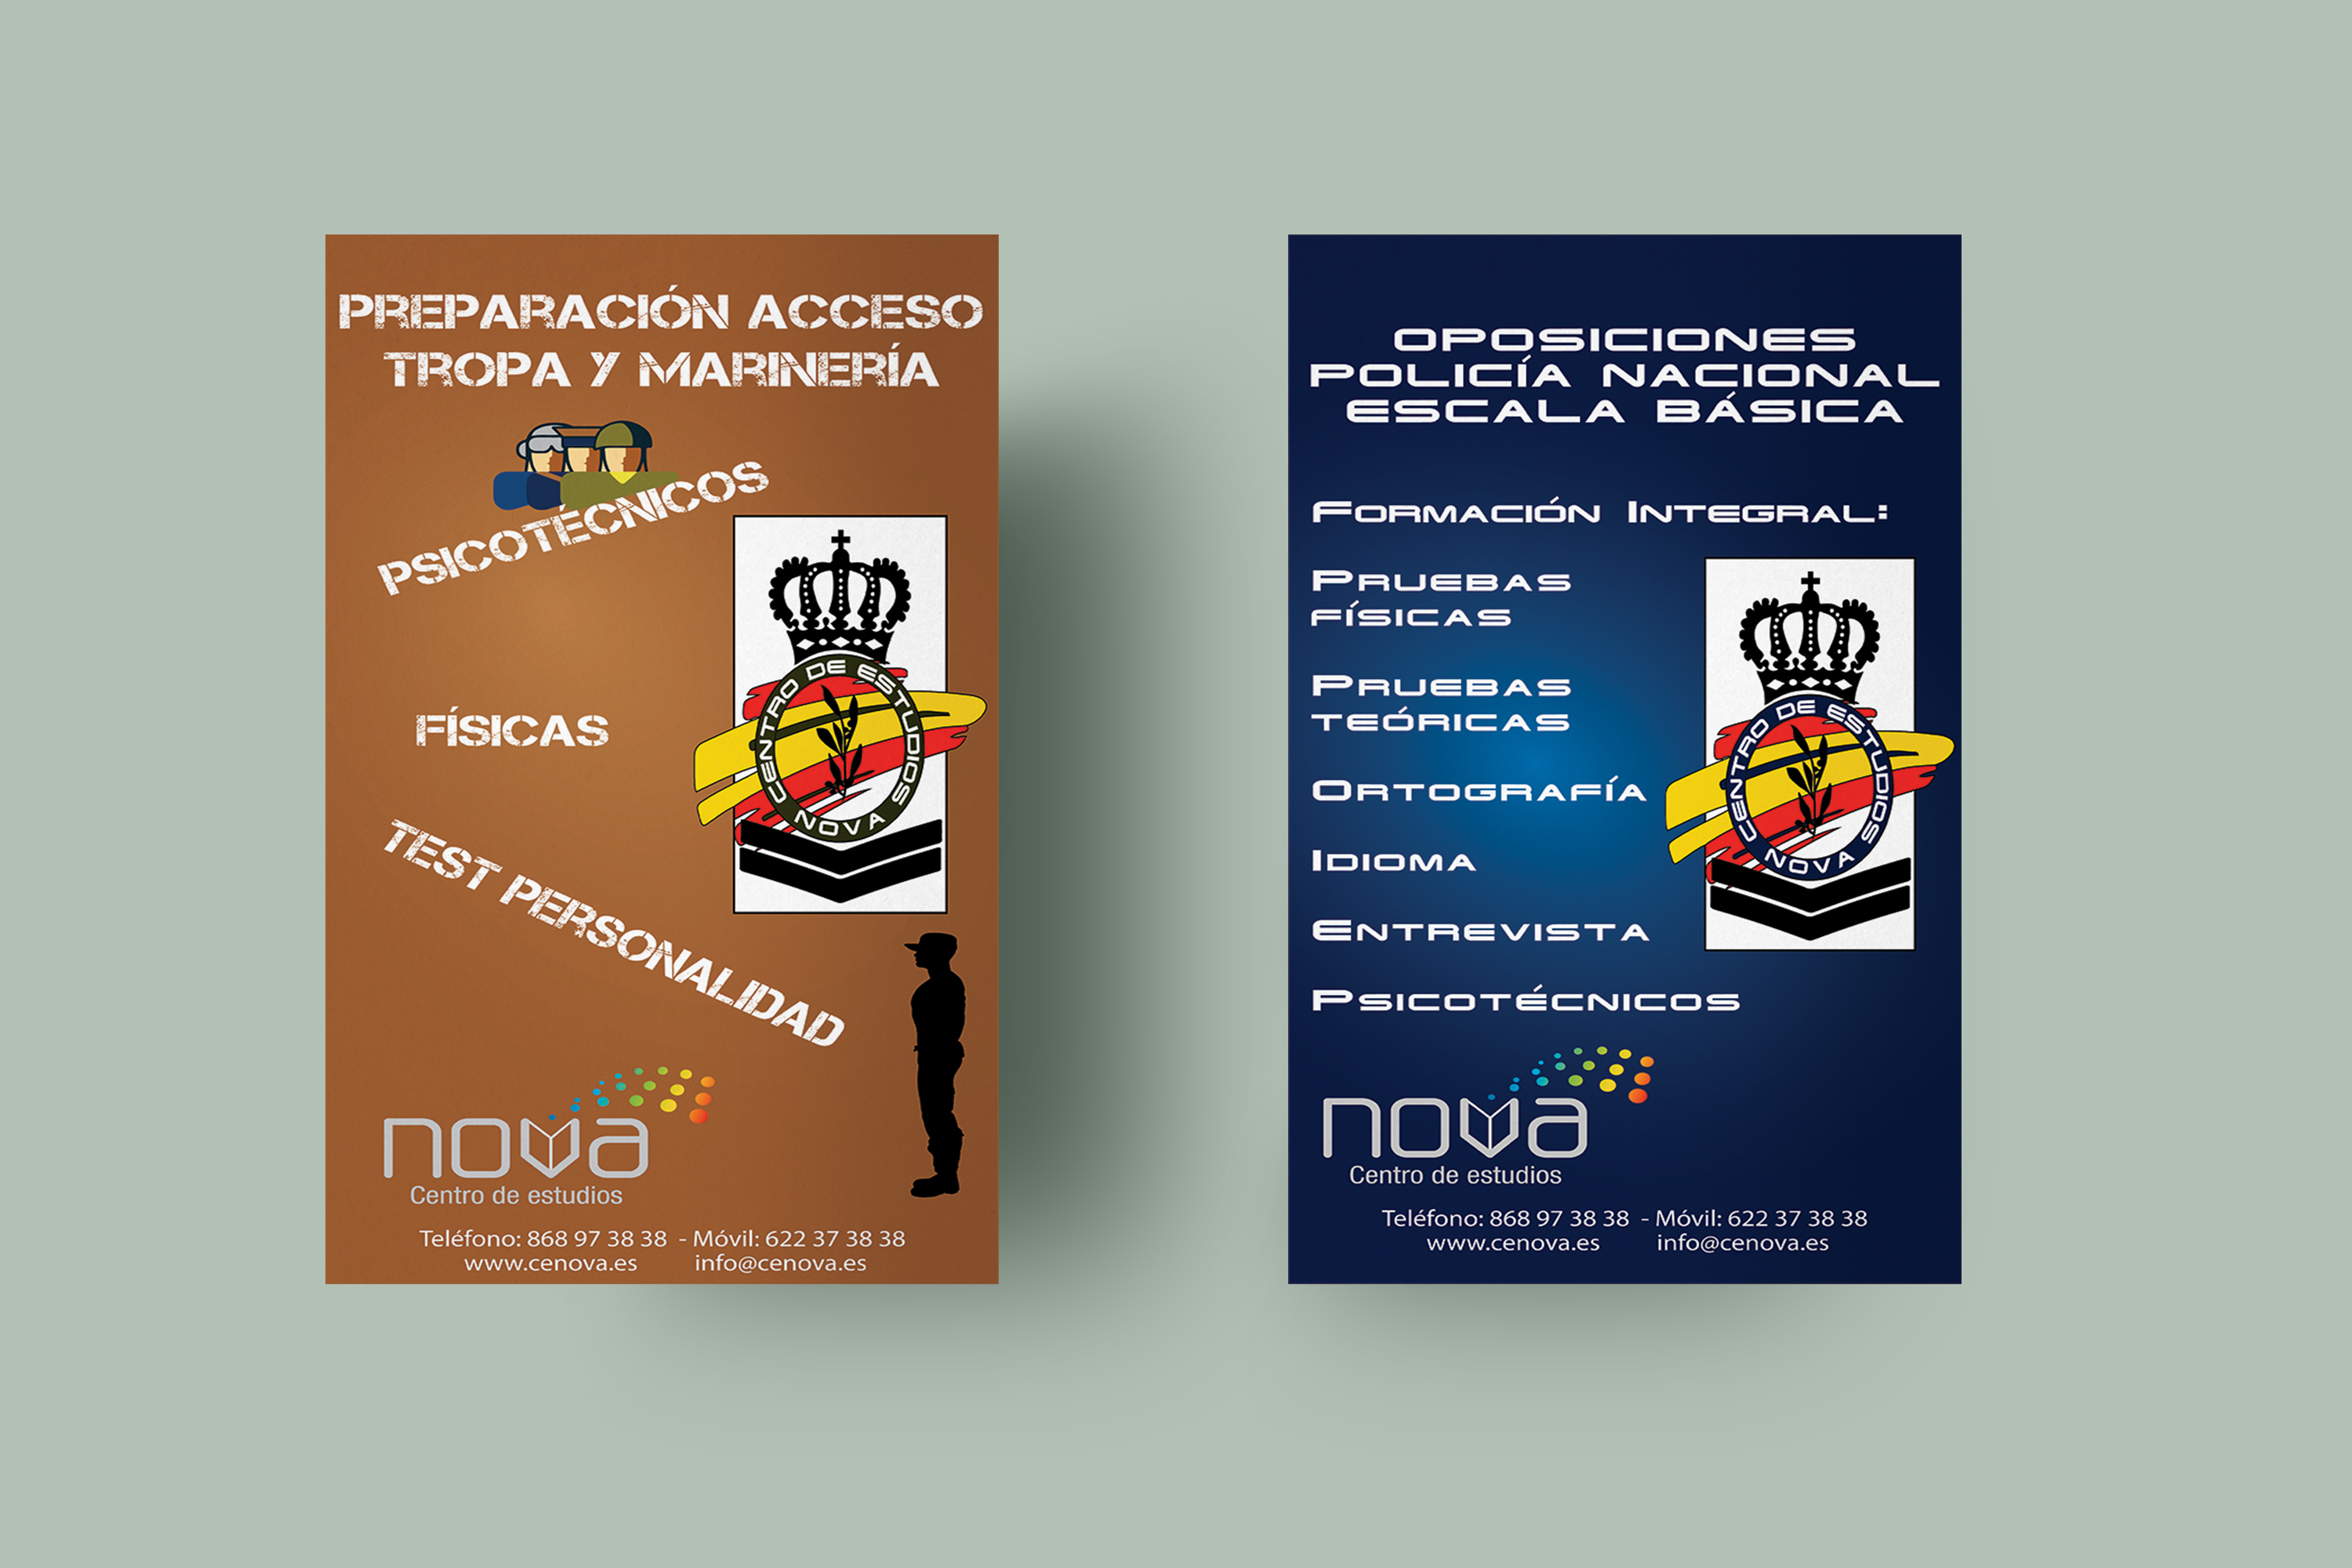 PREPARACIÓN ACCESO
TROPA Y MARINERÍA
PSICOTÉCNICOS
FÍSICAS
TEST PERSONALIDAD
CENTRO DE ESTUDIOS
NOVA
nova
Centro de estudios
Teléfono: 868 97 38 38 - Móvil: 622 37 38 38
www.cenova.es info@cenova.es
OPOSICIONES
POLICÍA NACIONAL
ESCALA BÁSICA
FORMACIÓN INTEGRAL:
PRUEBAS
FÍSICAS
PRUEBAS
TEÓRICAS
ORTOGRAFÍA
IDIOMA
ENTREVISTA
PSICOTÉCNICOS
CENTRO DE ESTUDIOS
NOVA
nova
Centro de estudios
Teléfono: 868 97 38 38 - Móvil: 622 37 38 38
www.cenova.es info@cenova.es